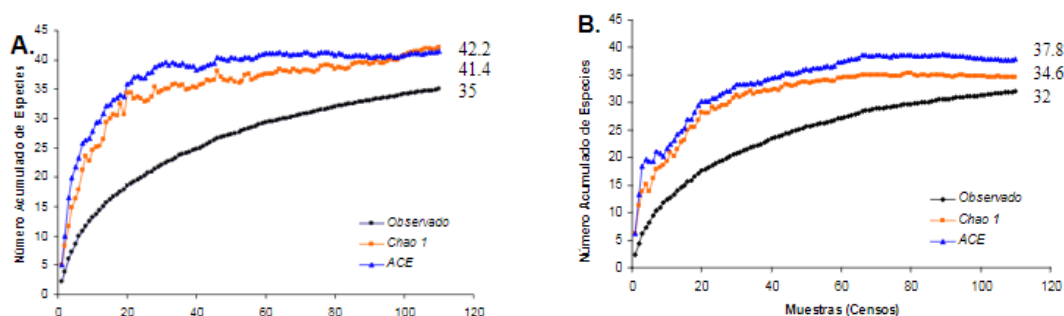 A.
Número Acumulado de Especies
45
40
35
30
25
20
15
10
5
0
0 20 40 60 80 100 120
42.2
41.4
35
Observado
Chao 1
ACE
B.
Número Acumulado de Especies
45
40
35
30
25
20
15
10
5
0
0 20 40 60 80 100 120
Muestras (Censos)
37.8
34.6
32
Observado
Chao 1
ACE